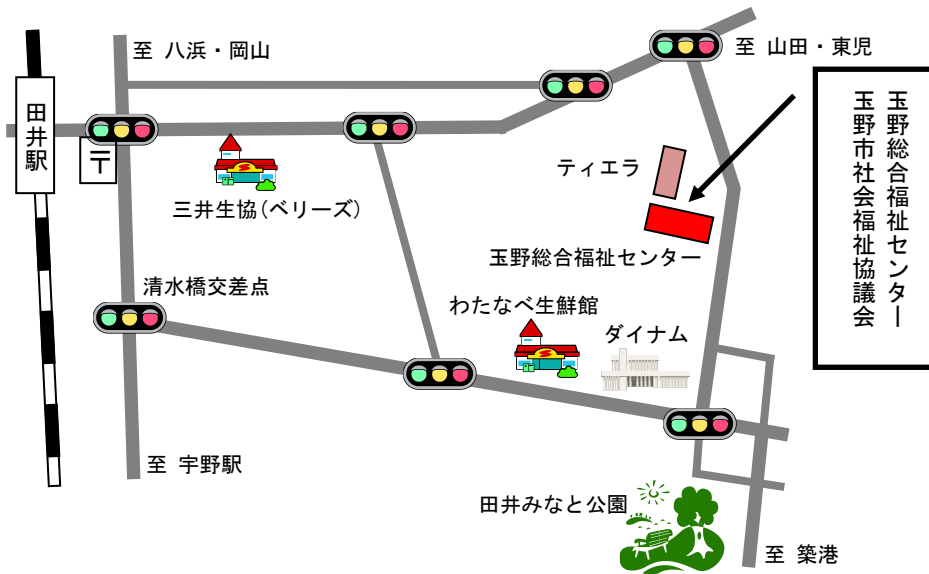 至 八浜・岡山
至 山田・東児
田井駅
〒
三井生協(ベリーズ)
ティエラ
玉野総合福祉センター
玉野総合福祉センター
玉野市社会福祉協議会
清水橋交差点
わたなべ生鮮館
ダイナム
至 宇野駅
田井みなと公園
至 築港